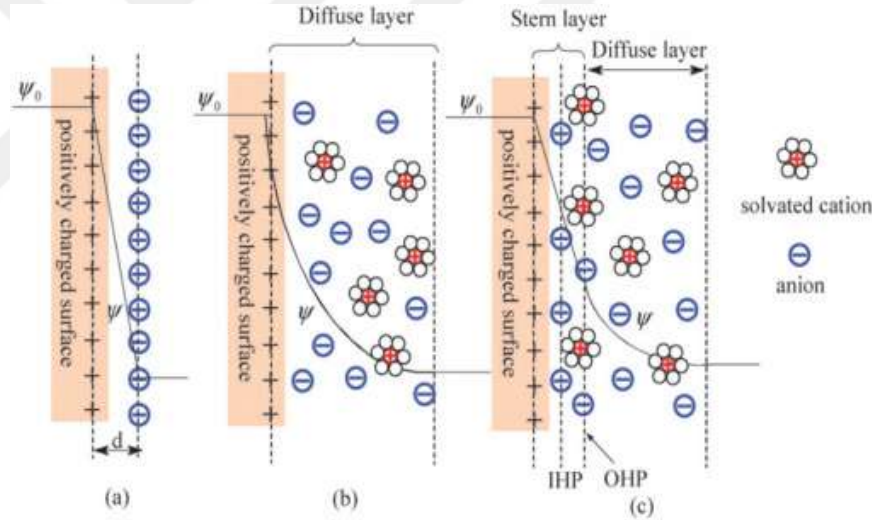 Diffuse layer
Stern layer
Diffuse layer
ψ₀
positively charged surface
ψ
d
(a)
ψ₀
positively charged surface
ψ
(b)
ψ₀
positively charged surface
ψ
IHP
OHP
(c)
solvated cation
anion